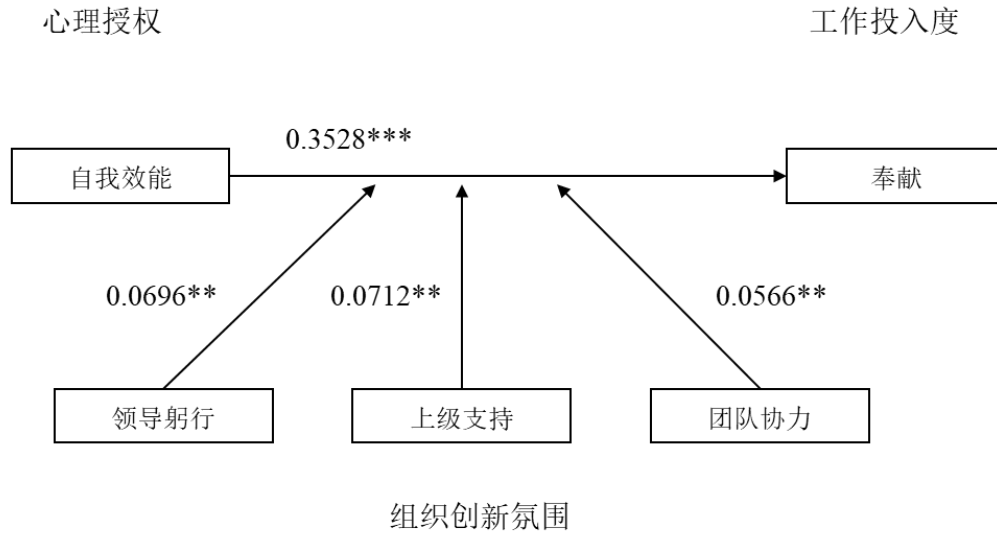 心理授权 工作投入度
0.3528***
自我效能 奉献
0.0696** 0.0712** 0.0566**
领导躬行 上级支持 团队协力
组织创新氛围